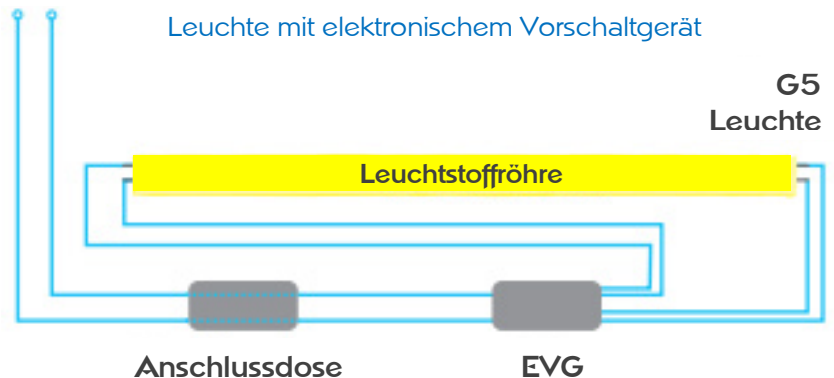 Leuchte mit elektronischem Vorschaltgerät
G5
Leuchte
Leuchtstoffröhre
Anschlussdose
EVG